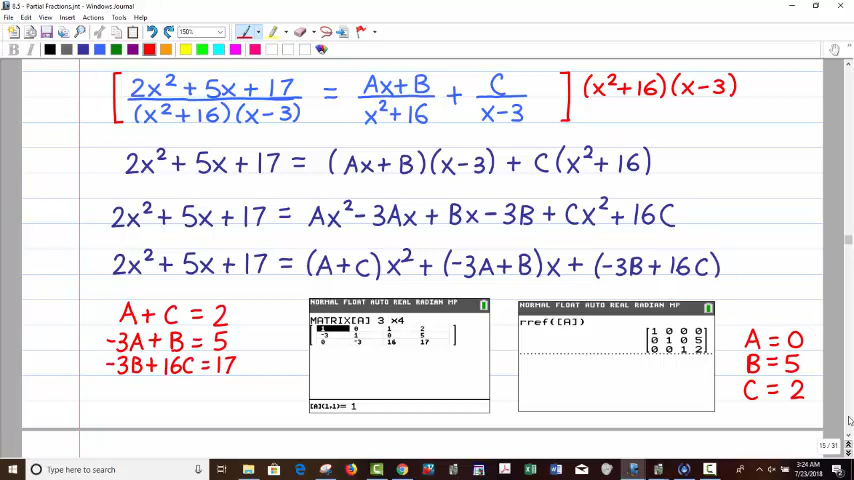 8.5 - Partial Fractions.jnt - Windows Journal
File Edit View Insert Actions Tools Help
150%
B I
[ 2x² + 5x + 17 / (x² + 16)(x - 3) = Ax + B / x² + 16 + C / x - 3 ] (x² + 16)(x - 3)
2x² + 5x + 17 = (Ax + B)(x - 3) + C(x² + 16)
2x² + 5x + 17 = Ax² - 3Ax + Bx - 3B + Cx² + 16C
2x² + 5x + 17 = (A + C)x² + (-3A + B)x + (-3B + 16C)
A + C = 2
-3A + B = 5
-3B + 16C = 17
NORMAL FLOAT AUTO REAL RADIAN MP
MATRIX[A] 3 ×4
[ 1 0 1 2 ]
-3 1 0 5
0 -3 16 17
[A](1,1)= 1
NORMAL FLOAT AUTO REAL RADIAN MP
rref([A])
[1 0 0 0]
0 1 0 5
0 0 1 2
A = 0
B = 5
C = 2
15 / 31
Type here to search
3:24 AM
7/23/2018